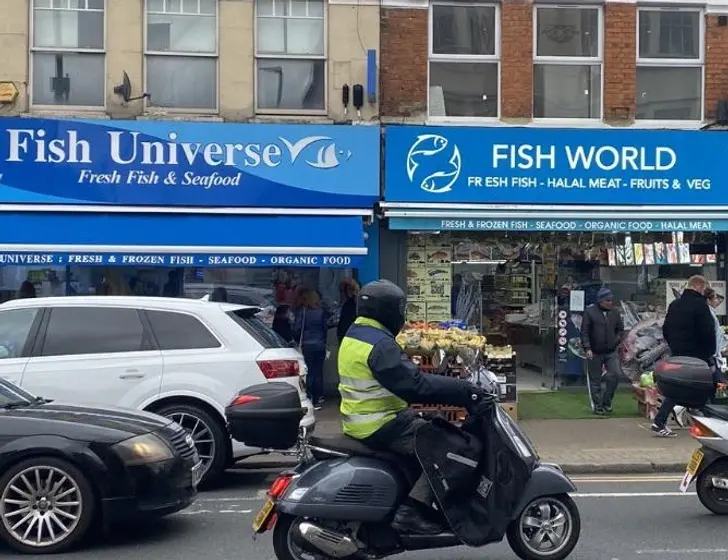 Fish Universe
Fresh Fish & Seafood
UNIVERSE : FRESH & FROZEN FISH - SEAFOOD - ORGANIC FOOD
FISH WORLD
FR ESH FISH - HALAL MEAT - FRUITS & VEG
FRESH & FROZEN FISH - SEAFOOD - ORGANIC FOOD - HALAL MEAT